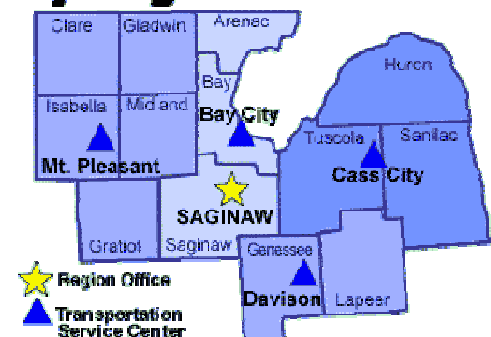 Clare
Gladwin
Arenac
Huron
Bay
Isabella
Midland
Bay City
Tuscola
Sanilac
Mt. Pleasant
Cass City
SAGINAW
Gratiot
Saginaw
Genessee
Region Office
Davison
Lapeer
Transportation
Service Center